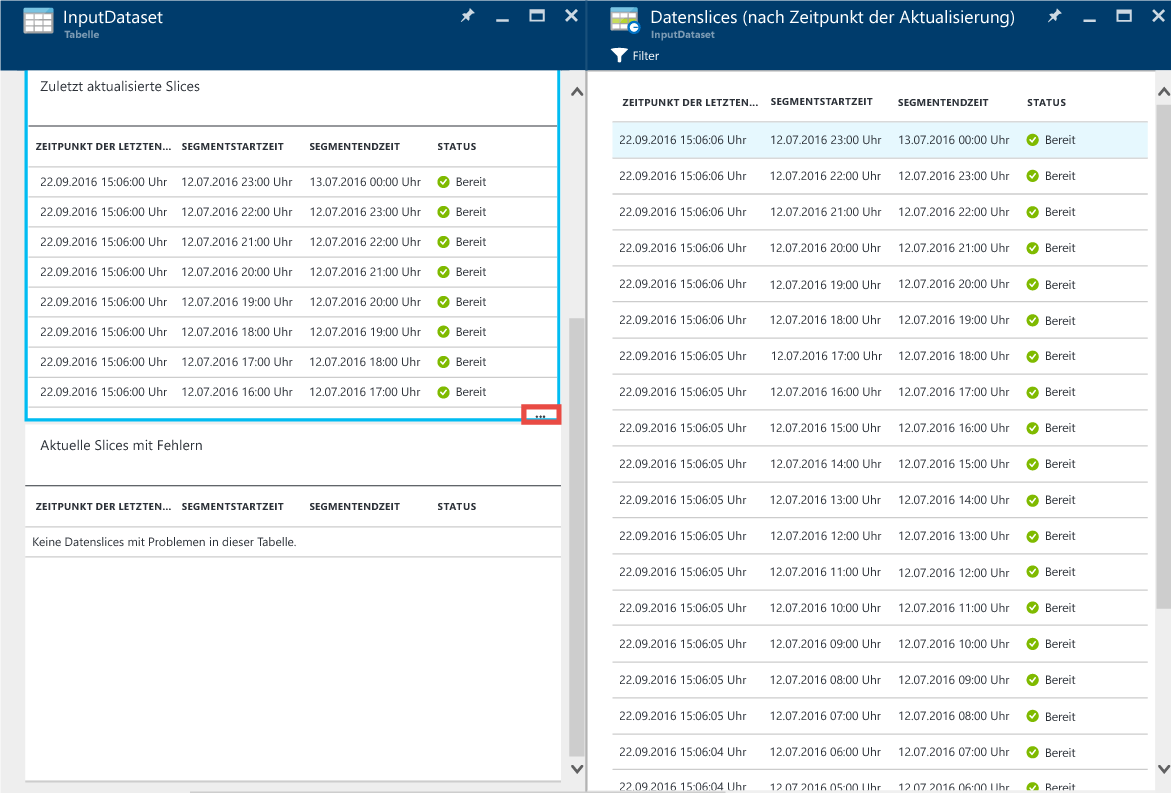 InputDataset
Tabelle
Zuletzt aktualisierte Slices
ZEITPUNKT DER LETZTEN... SEGMENTSTARTZEIT SEGMENTENDZEIT STATUS
22.09.2016 15:06:00 Uhr 12.07.2016 23:00 Uhr 13.07.2016 00:00 Uhr Bereit
22.09.2016 15:06:00 Uhr 12.07.2016 22:00 Uhr 12.07.2016 23:00 Uhr Bereit
22.09.2016 15:06:00 Uhr 12.07.2016 21:00 Uhr 12.07.2016 22:00 Uhr Bereit
22.09.2016 15:06:00 Uhr 12.07.2016 20:00 Uhr 12.07.2016 21:00 Uhr Bereit
22.09.2016 15:06:00 Uhr 12.07.2016 19:00 Uhr 12.07.2016 20:00 Uhr Bereit
22.09.2016 15:06:00 Uhr 12.07.2016 18:00 Uhr 12.07.2016 19:00 Uhr Bereit
22.09.2016 15:06:00 Uhr 12.07.2016 17:00 Uhr 12.07.2016 18:00 Uhr Bereit
22.09.2016 15:06:00 Uhr 12.07.2016 16:00 Uhr 12.07.2016 17:00 Uhr Bereit
...
Aktuelle Slices mit Fehlern
ZEITPUNKT DER LETZTEN... SEGMENTSTARTZEIT SEGMENTENDZEIT STATUS
Keine Datenslices mit Problemen in dieser Tabelle.
Datenslices (nach Zeitpunkt der Aktualisierung)
InputDataset
Filter
ZEITPUNKT DER LETZTEN... SEGMENTSTARTZEIT SEGMENTENDZEIT STATUS
22.09.2016 15:06:06 Uhr 12.07.2016 23:00 Uhr 13.07.2016 00:00 Uhr Bereit
22.09.2016 15:06:06 Uhr 12.07.2016 22:00 Uhr 12.07.2016 23:00 Uhr Bereit
22.09.2016 15:06:06 Uhr 12.07.2016 21:00 Uhr 12.07.2016 22:00 Uhr Bereit
22.09.2016 15:06:06 Uhr 12.07.2016 20:00 Uhr 12.07.2016 21:00 Uhr Bereit
22.09.2016 15:06:06 Uhr 12.07.2016 19:00 Uhr 12.07.2016 20:00 Uhr Bereit
22.09.2016 15:06:06 Uhr 12.07.2016 18:00 Uhr 12.07.2016 19:00 Uhr Bereit
22.09.2016 15:06:05 Uhr 12.07.2016 17:00 Uhr 12.07.2016 18:00 Uhr Bereit
22.09.2016 15:06:05 Uhr 12.07.2016 16:00 Uhr 12.07.2016 17:00 Uhr Bereit
22.09.2016 15:06:05 Uhr 12.07.2016 15:00 Uhr 12.07.2016 16:00 Uhr Bereit
22.09.2016 15:06:05 Uhr 12.07.2016 14:00 Uhr 12.07.2016 15:00 Uhr Bereit
22.09.2016 15:06:05 Uhr 12.07.2016 13:00 Uhr 12.07.2016 14:00 Uhr Bereit
22.09.2016 15:06:05 Uhr 12.07.2016 12:00 Uhr 12.07.2016 13:00 Uhr Bereit
22.09.2016 15:06:05 Uhr 12.07.2016 11:00 Uhr 12.07.2016 12:00 Uhr Bereit
22.09.2016 15:06:05 Uhr 12.07.2016 10:00 Uhr 12.07.2016 11:00 Uhr Bereit
22.09.2016 15:06:05 Uhr 12.07.2016 09:00 Uhr 12.07.2016 10:00 Uhr Bereit
22.09.2016 15:06:05 Uhr 12.07.2016 08:00 Uhr 12.07.2016 09:00 Uhr Bereit
22.09.2016 15:06:05 Uhr 12.07.2016 07:00 Uhr 12.07.2016 08:00 Uhr Bereit
22.09.2016 15:06:04 Uhr 12.07.2016 06:00 Uhr 12.07.2016 07:00 Uhr Bereit
22.09.2016 15:06:04 Uhr 12.07.2016 05:00 Uhr 12.07.2016 06:00 Uhr Bereit